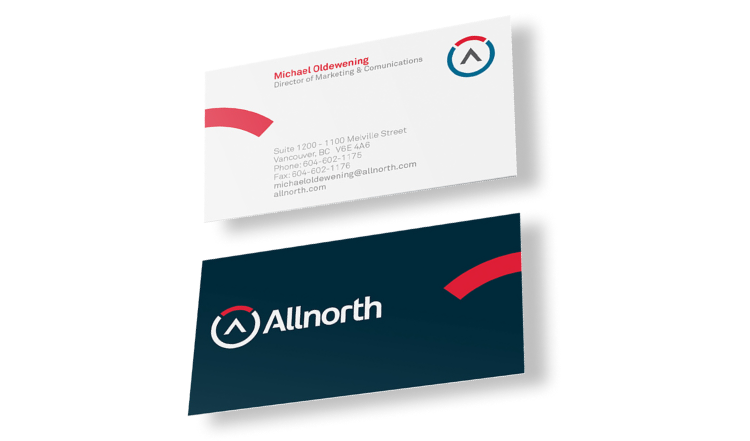 Michael Oldewening
Director of Marketing & Comunications
Suite 1200 - 1100 Melville Street
Vancouver, BC V6E 4A6
Phone: 604-602-1175
Fax: 604-602-1176
michaeloldewening@allnorth.com
allnorth.com
Allnorth